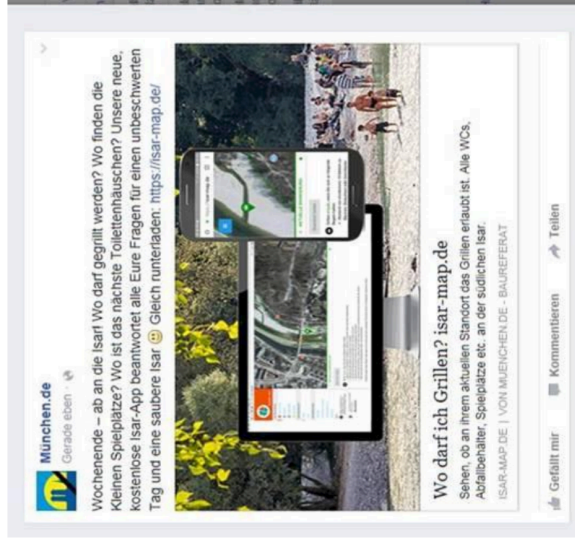 München.de
Gerade eben
Wochenende – ab an die Isar! Wo darf gegrillt werden? Wo finden die
Kleinen Spielplätze? Wo ist das nächste Toilettenhäuschen? Unsere neue,
kostenlose Isar-App beantwortet alle Eure Fragen für einen unbeschwerten
Tag und eine saubere Isar 🙂 Gleich runterladen: https://isar-map.de/
Wo darf ich Grillen? isar-map.de
Sehen, ob an ihrem aktuellen Standort das Grillen erlaubt ist. Alle WCs,
Abfallbehälter, Spielplätze etc. an der südlichen Isar.
ISAR-MAP.DE | VON MUENCHEN.DE - BAUREFERAT
Gefällt mir Kommentieren Teilen